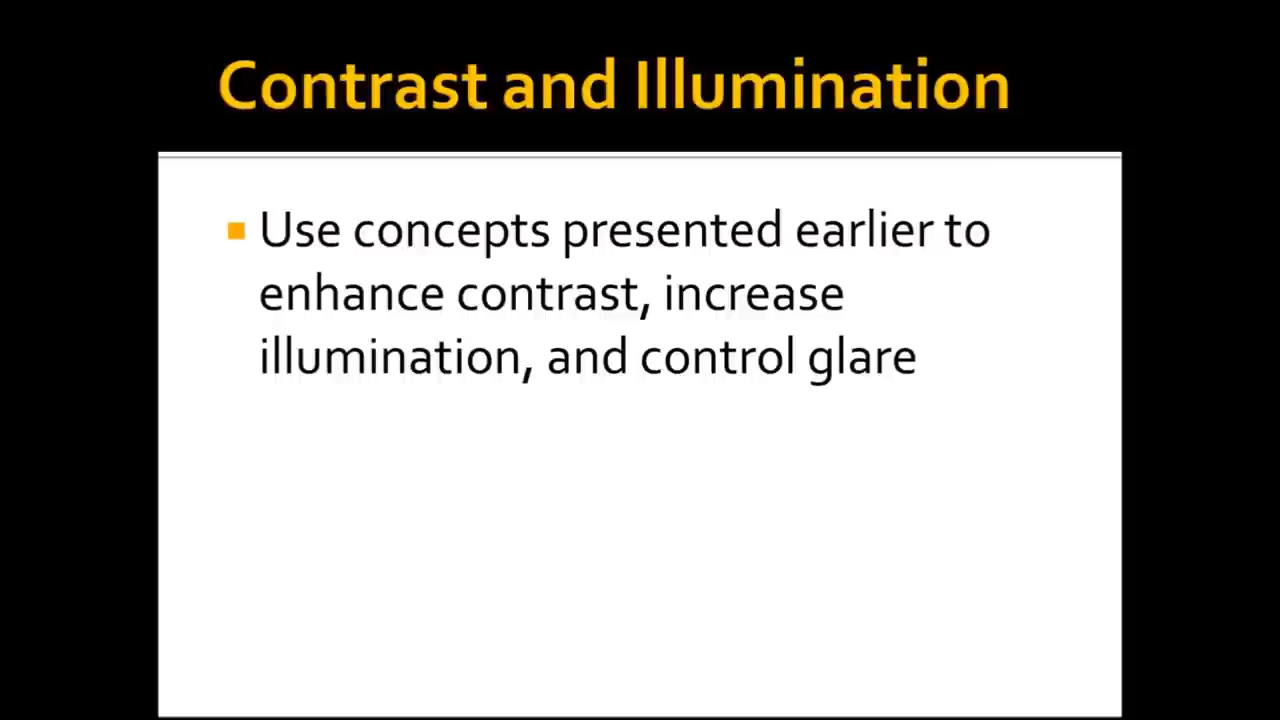 Contrast and Illumination
Use concepts presented earlier to
enhance contrast, increase
illumination, and control glare